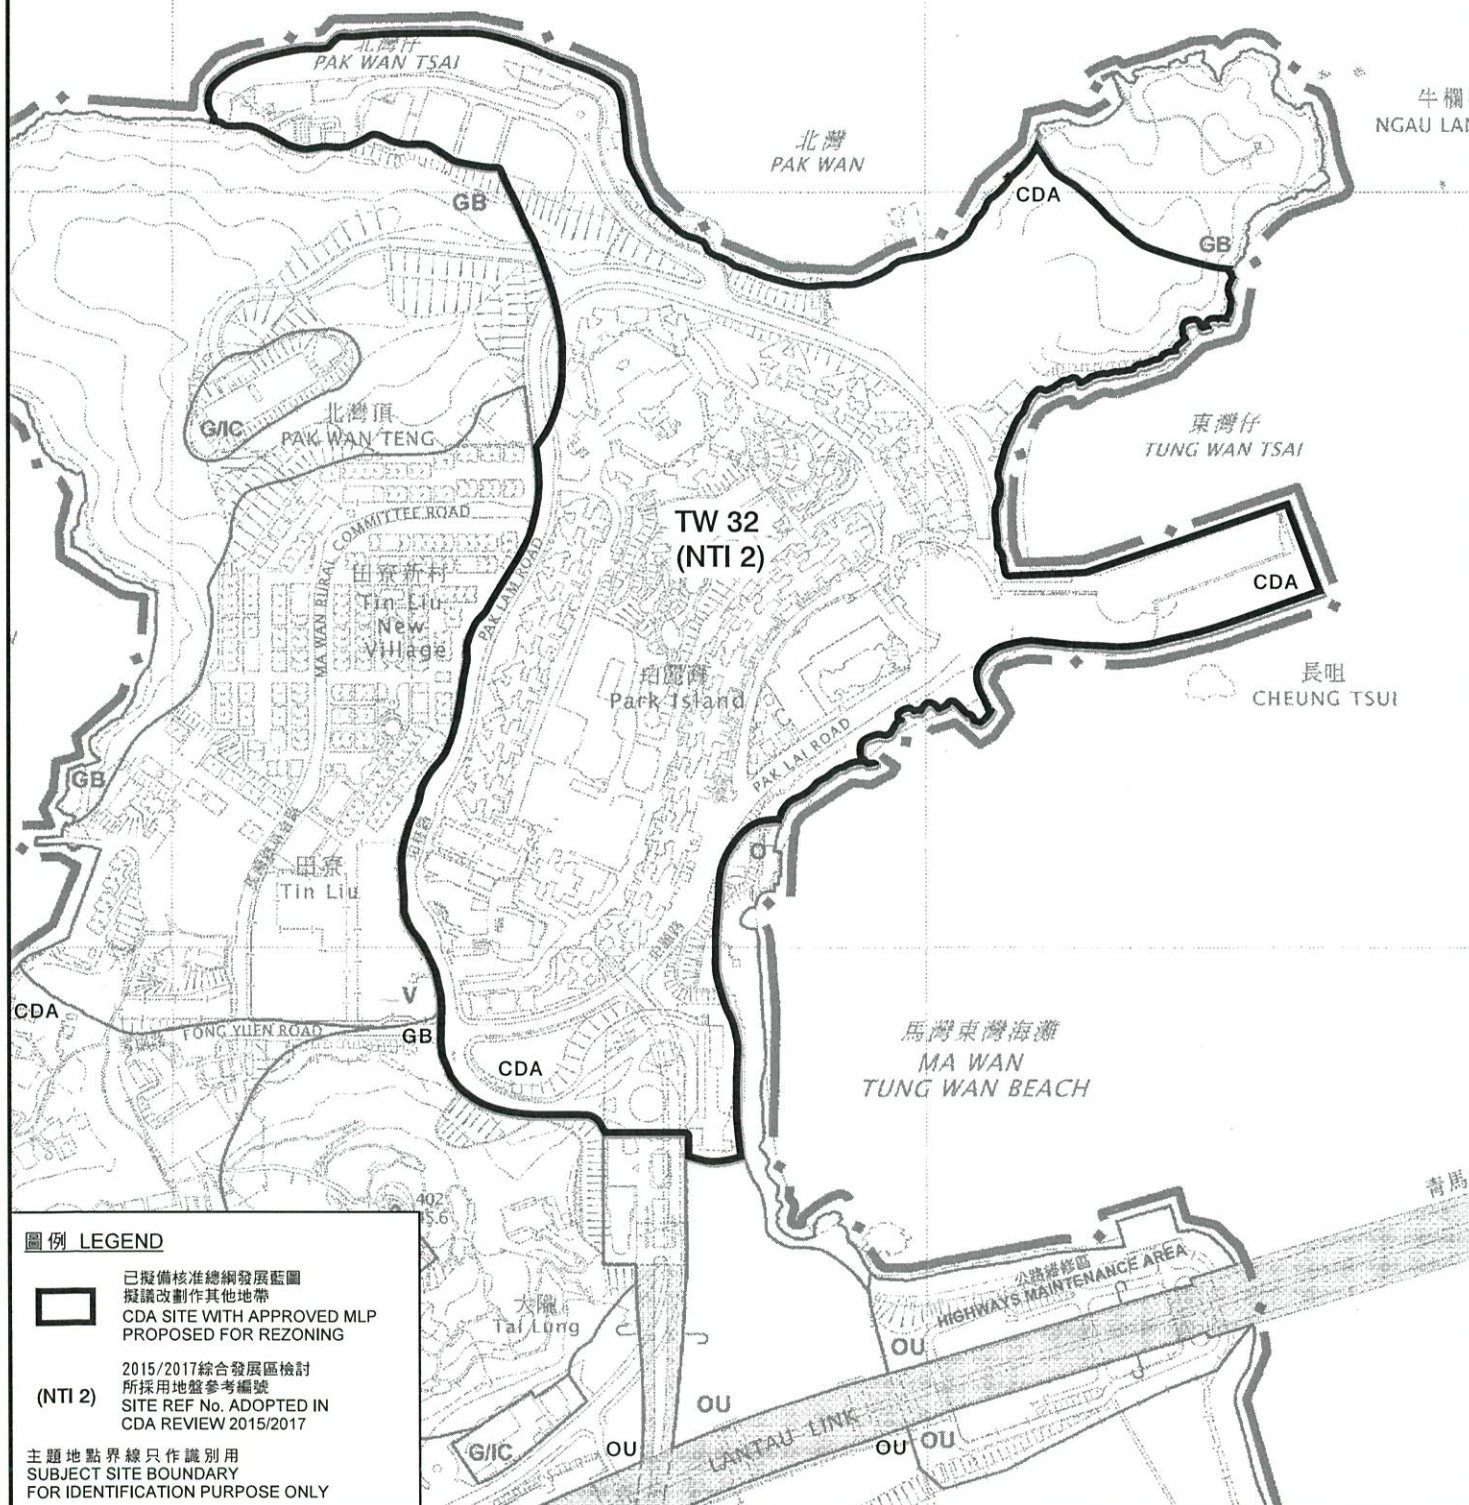 北灣仔
PAK WAN TSAI
牛欄
NGAU LAN
北灣
PAK WAN
CDA
GB
GB
東灣仔
TUNG WAN TSAI
G/IC
北灣頂
PAK WAN TENG
TW 32
(NTI 2)
MA WAN RURAL COMMITTEE ROAD
田寮新村
Tin Liu
New
Village
PAK LAM ROAD
CDA
珀麗灣
Park Island
長咀
CHEUNG TSUI
PAK LAI ROAD
GB
O
田寮
Tin Liu
V
CDA
FONG YUEN ROAD
GB
CDA
馬灣東灣海灘
MA WAN
TUNG WAN BEACH
青馬
公路維修區
HIGHWAYS MAINTENANCE AREA
大隴
Tai Lung
OU
OU
G/IC
OU
LANTAU LINK
OU
OU
圖例 LEGEND
已擬備核准總綱發展藍圖
擬議改劃作其他地帶
CDA SITE WITH APPROVED MLP
PROPOSED FOR REZONING
(NTI 2)
2015/2017綜合發展區檢討
所採用地盤參考編號
SITE REF No. ADOPTED IN
CDA REVIEW 2015/2017
主題地點界線只作識別用
SUBJECT SITE BOUNDARY
FOR IDENTIFICATION PURPOSE ONLY